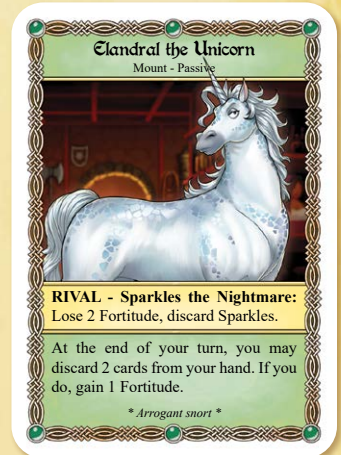 Elandral the Unicorn
Mount - Passive
RIVAL - Sparkles the Nightmare:
Lose 2 Fortitude, discard Sparkles.
At the end of your turn, you may
discard 2 cards from your hand. If you
do, gain 1 Fortitude.
* Arrogant snort *